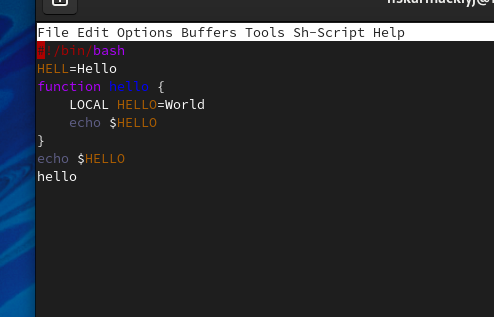 File Edit Options Buffers Tools Sh-Script Help
#!/bin/bash
HELL=Hello
function hello {
    LOCAL HELLO=World
    echo $HELLO
}
echo $HELLO
hello